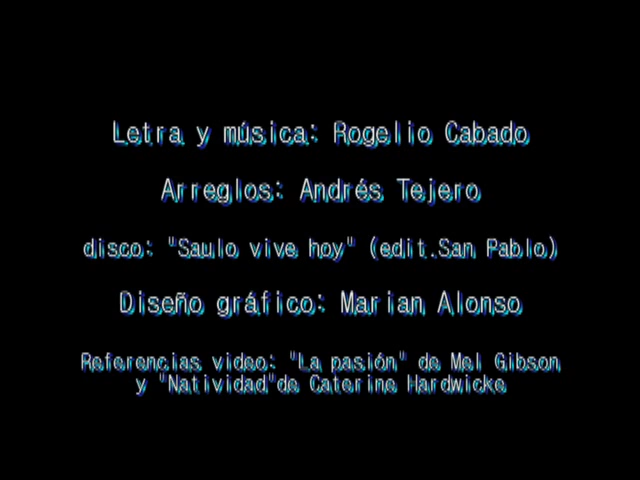 Letra y música: Rogelio Cabado
Arreglos: Andrés Tejero
disco: "Saulo vive hoy" (edit.San Pablo)
Diseño gráfico: Marian Alonso
Referencias video: "La pasión" de Mel Gibson
y "Natividad"de Caterine Hardwicke